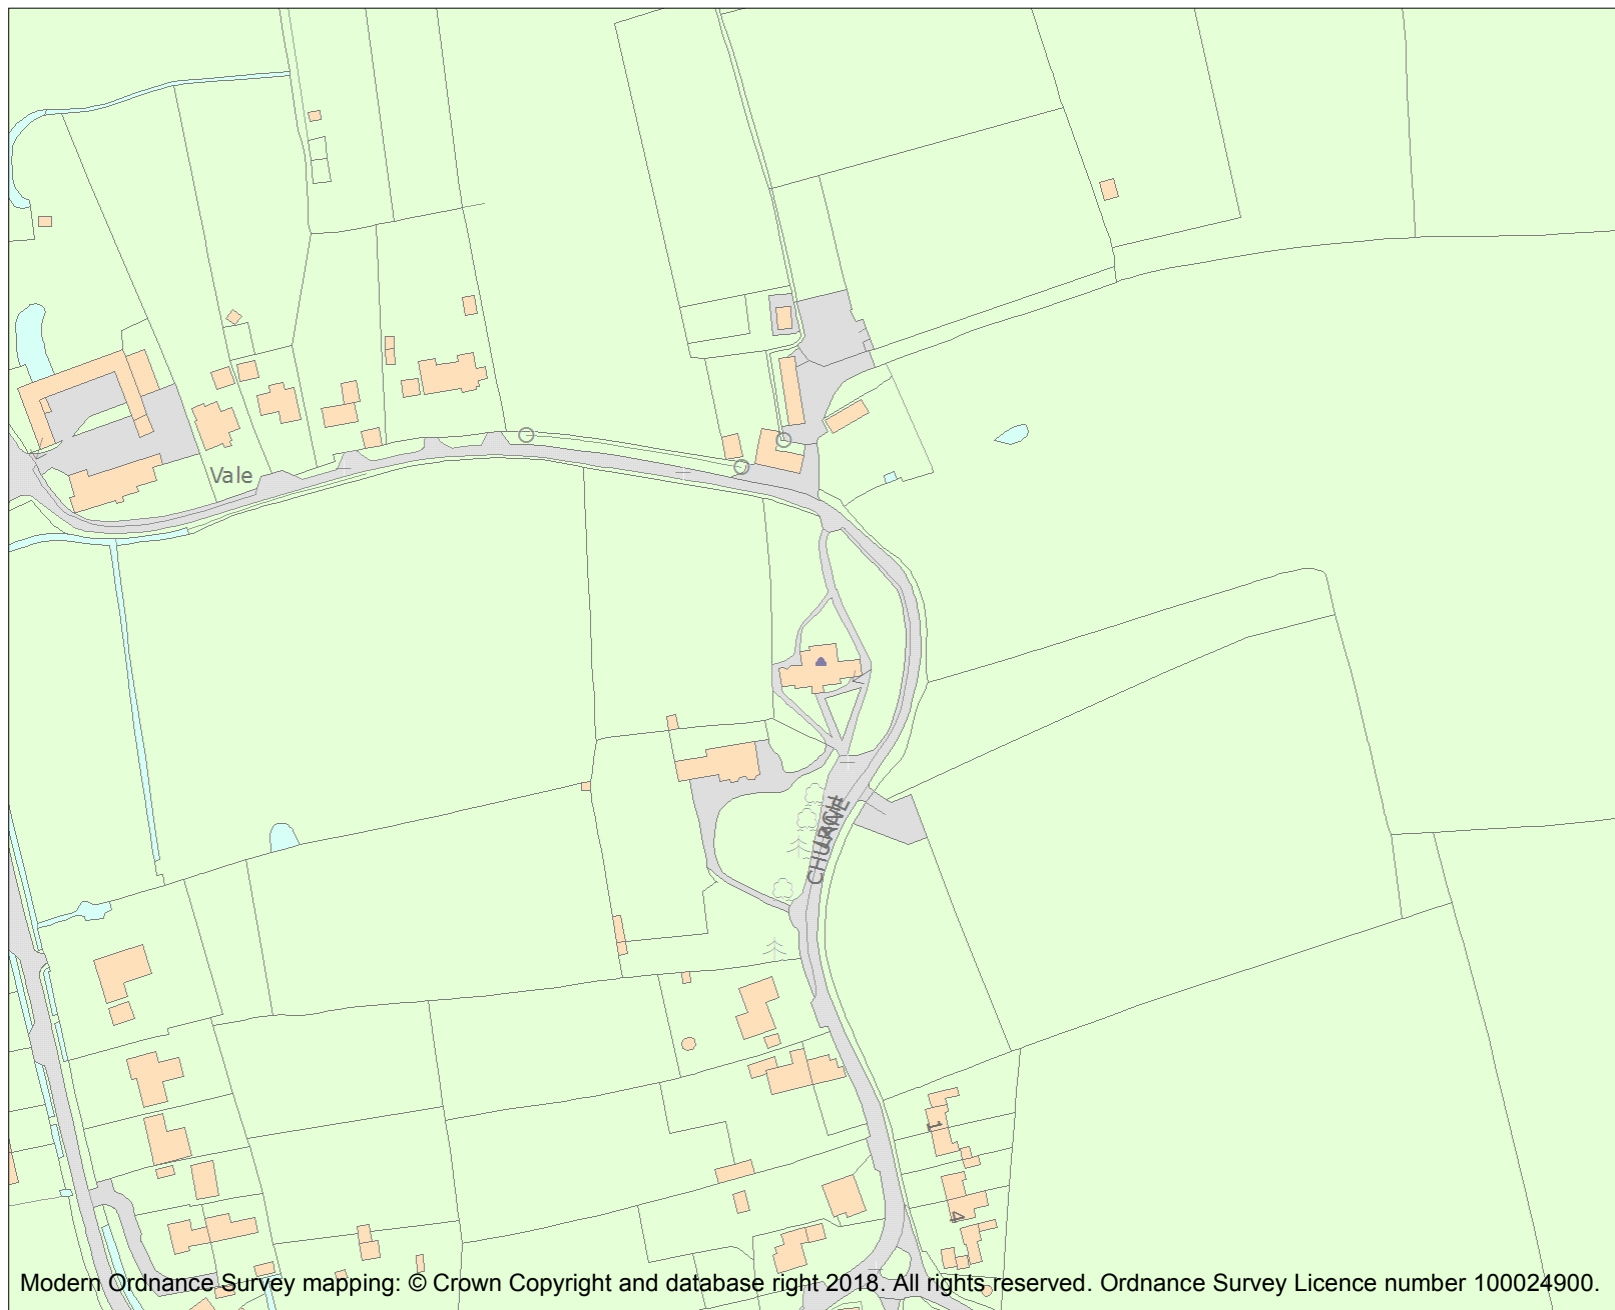 Vale
CHURCH
LANE
1
4
Modern Ordnance Survey mapping: © Crown Copyright and database right 2018. All rights reserved. Ordnance Survey Licence number 100024900.